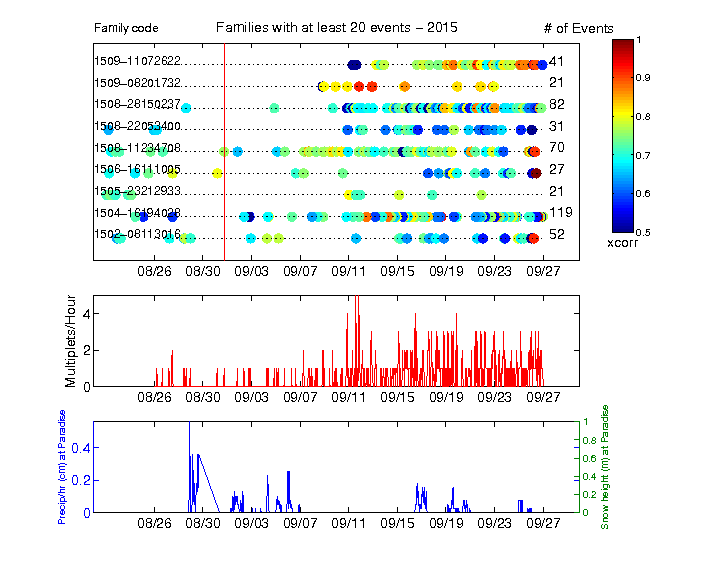 Family code
Families with at least 20 events − 2015
# of Events
1509−11072622 41
1509−08201732 21
1508−28150237 82
1508−22053400 31
1508−11234708 70
1506−16111005 27
1505−23212933 21
1504−16194028 119
1502−08113016 52
08/26 08/30 09/03 09/07 09/11 09/15 09/19 09/23 09/27
1
0.9
0.8
0.7
0.6
0.5
xcorr
Multiplets/Hour
4
2
0
08/26 08/30 09/03 09/07 09/11 09/15 09/19 09/23 09/27
Precip/hr (cm) at Paradise
0.4
0.2
0
08/26 08/30 09/03 09/07 09/11 09/15 09/19 09/23 09/27
1
0.8
0.6
0.4
0.2
0
Snow height (m) at Paradise